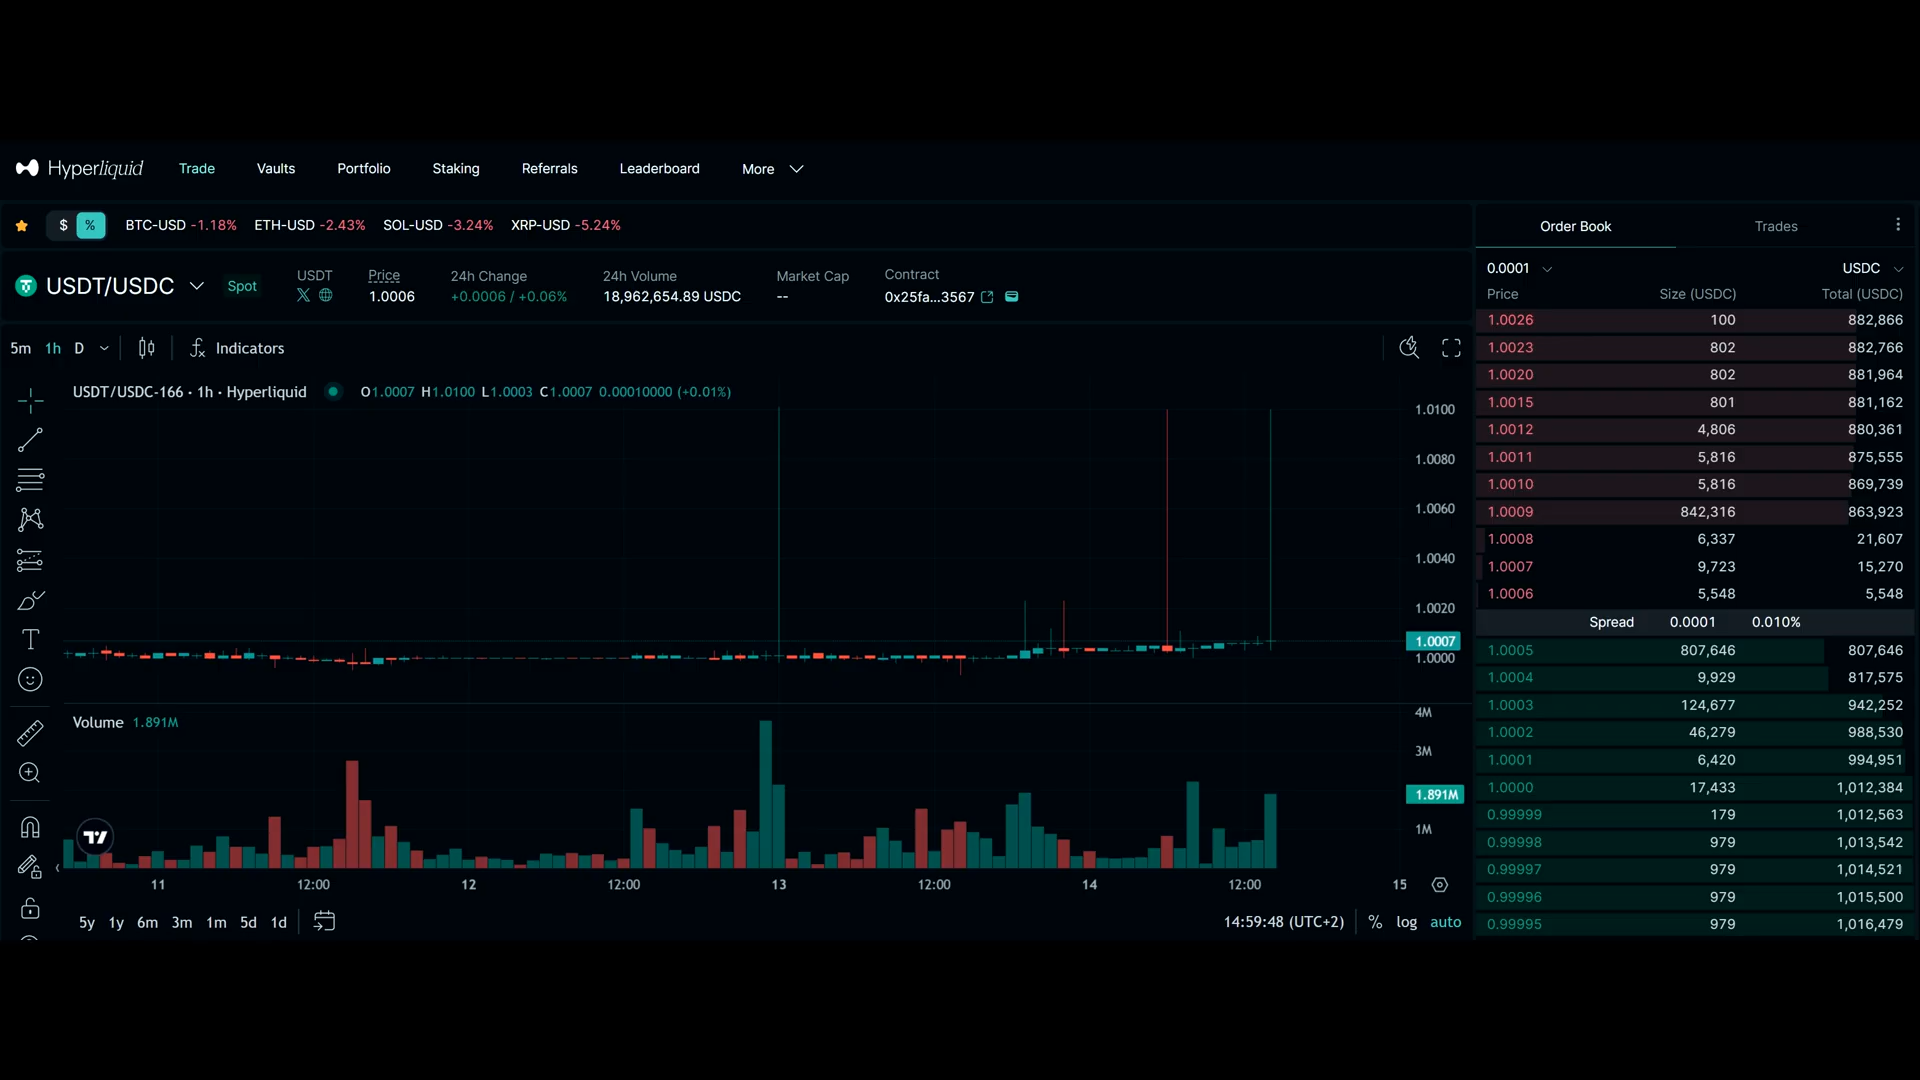 Hyperliquid Trade Vaults Portfolio Staking Referrals Leaderboard More
$ % BTC-USD -1.18% ETH-USD -2.43% SOL-USD -3.24% XRP-USD -5.24%
USDT/USDC Spot
USDT
Price
1.0006
24h Change
+0.0006 / +0.06%
24h Volume
18,962,654.89 USDC
Market Cap
--
Contract
0x25fa...3567
5m 1h D Indicators
USDT/USDC-166 · 1h · Hyperliquid O1.0007 H1.0100 L1.0003 C1.0007 0.00010000 (+0.01%)
1.0100
1.0080
1.0060
1.0040
1.0020
1.0007
1.0000
Volume 1.891M
4M
3M
1.891M
1M
11 12:00 12 12:00 13 12:00 14 12:00 15
5y 1y 6m 3m 1m 5d 1d
14:59:48 (UTC+2) % log auto
Order Book Trades
0.0001 USDC
Price Size (USDC) Total (USDC)
1.0026 100 882,866
1.0023 802 882,766
1.0020 802 881,964
1.0015 801 881,162
1.0012 4,806 880,361
1.0011 5,816 875,555
1.0010 5,816 869,739
1.0009 842,316 863,923
1.0008 6,337 21,607
1.0007 9,723 15,270
1.0006 5,548 5,548
Spread 0.0001 0.010%
1.0005 807,646 807,646
1.0004 9,929 817,575
1.0003 124,677 942,252
1.0002 46,279 988,530
1.0001 6,420 994,951
1.0000 17,433 1,012,384
0.99999 179 1,012,563
0.99998 979 1,013,542
0.99997 979 1,014,521
0.99996 979 1,015,500
0.99995 979 1,016,479